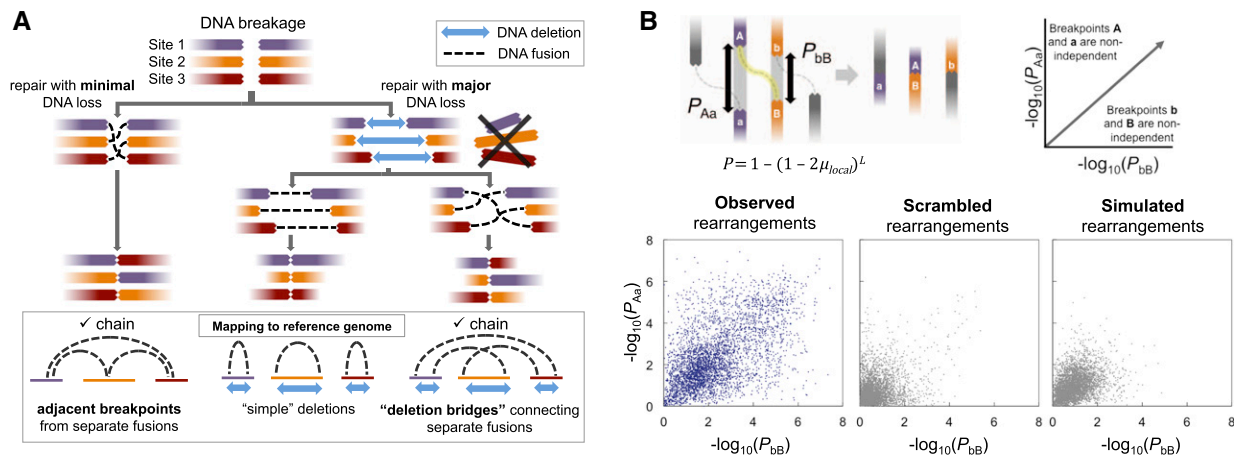 A
DNA breakage
Site 1
Site 2
Site 3
DNA deletion
DNA fusion
repair with minimal
DNA loss
repair with major
DNA loss
✓ chain
Mapping to reference genome
✓ chain
adjacent breakpoints
from separate fusions
“simple” deletions
“deletion bridges” connecting
separate fusions
B
A
b
P_Aa
P_bB
a
B
a
A
B
b
P = 1 − (1 − 2μ_local)^L
Breakpoints A
and a are non-
independent
Breakpoints b
and B are non-
independent
-log10(P_Aa)
-log10(P_bB)
Observed
rearrangements
Scrambled
rearrangements
Simulated
rearrangements
-log10(P_Aa)
8
6
4
2
0
0 2 4 6 8
0 2 4 6 8
0 2 4 6 8
-log10(P_bB)
-log10(P_bB)
-log10(P_bB)